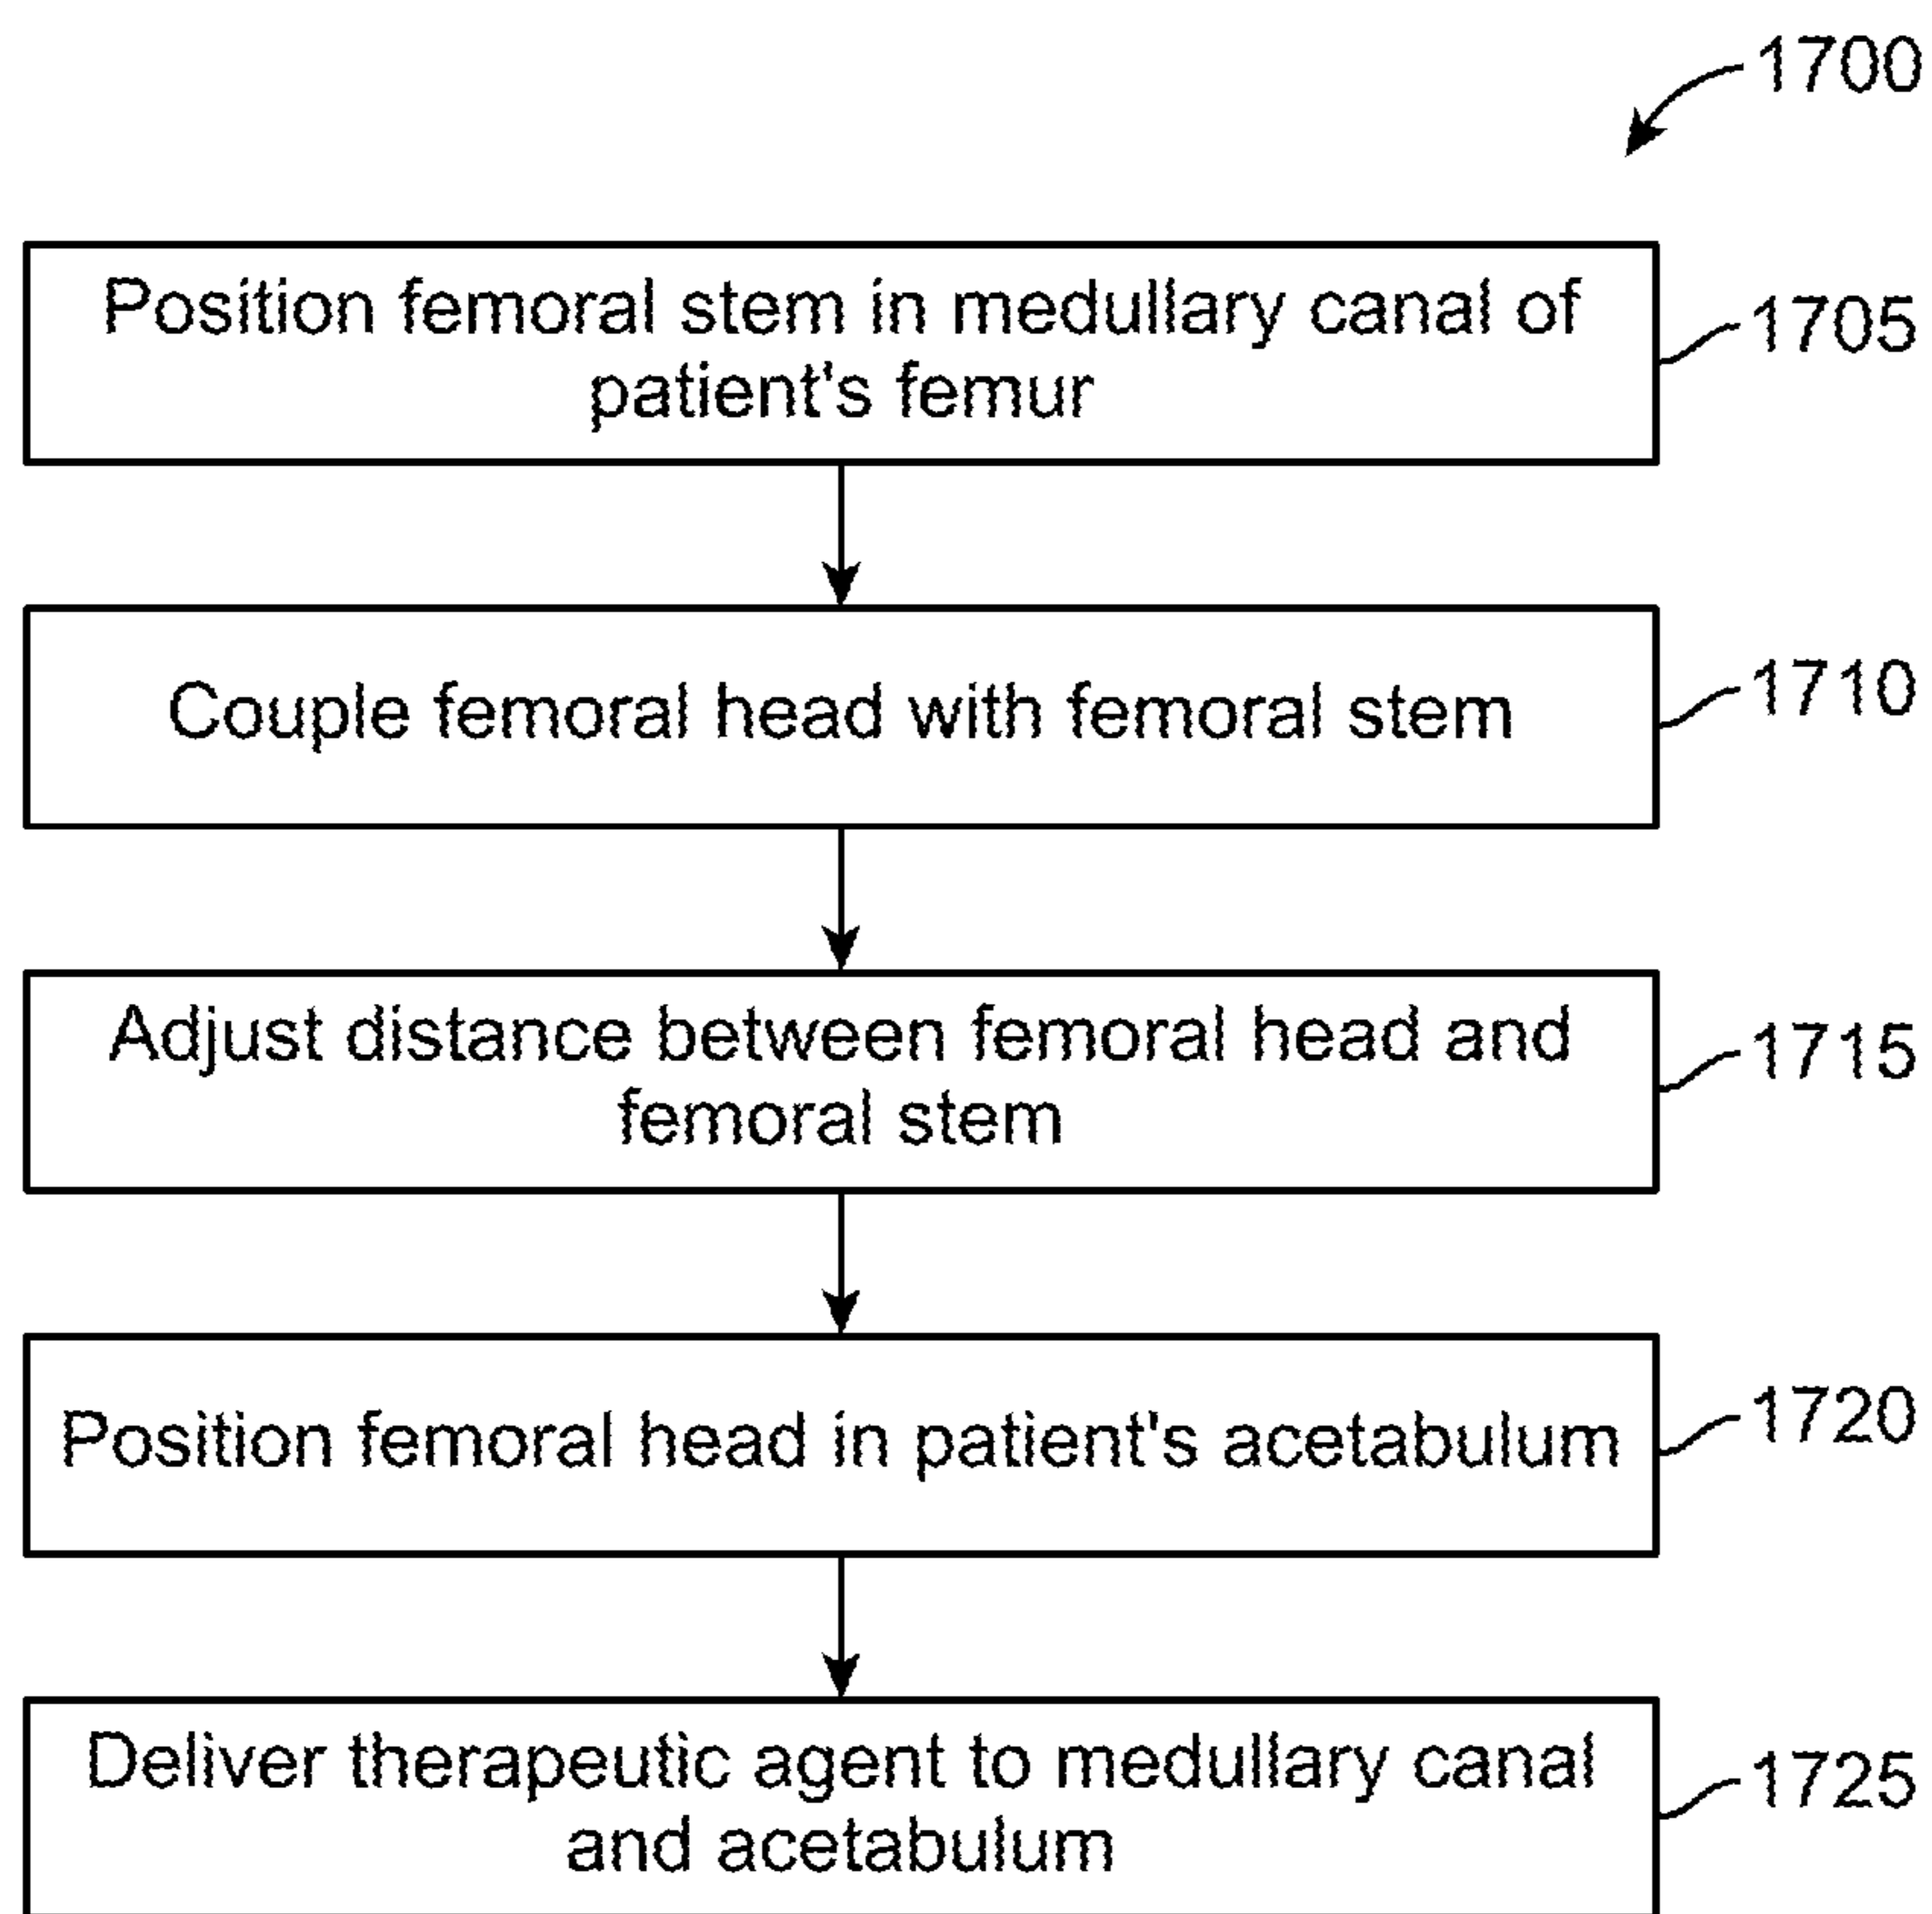 1700
Position femoral stem in medullary canal of
patient's femur
1705
Couple femoral head with femoral stem
1710
Adjust distance between femoral head and
femoral stem
1715
Position femoral head in patient's acetabulum
1720
Deliver therapeutic agent to medullary canal
and acetabulum
1725